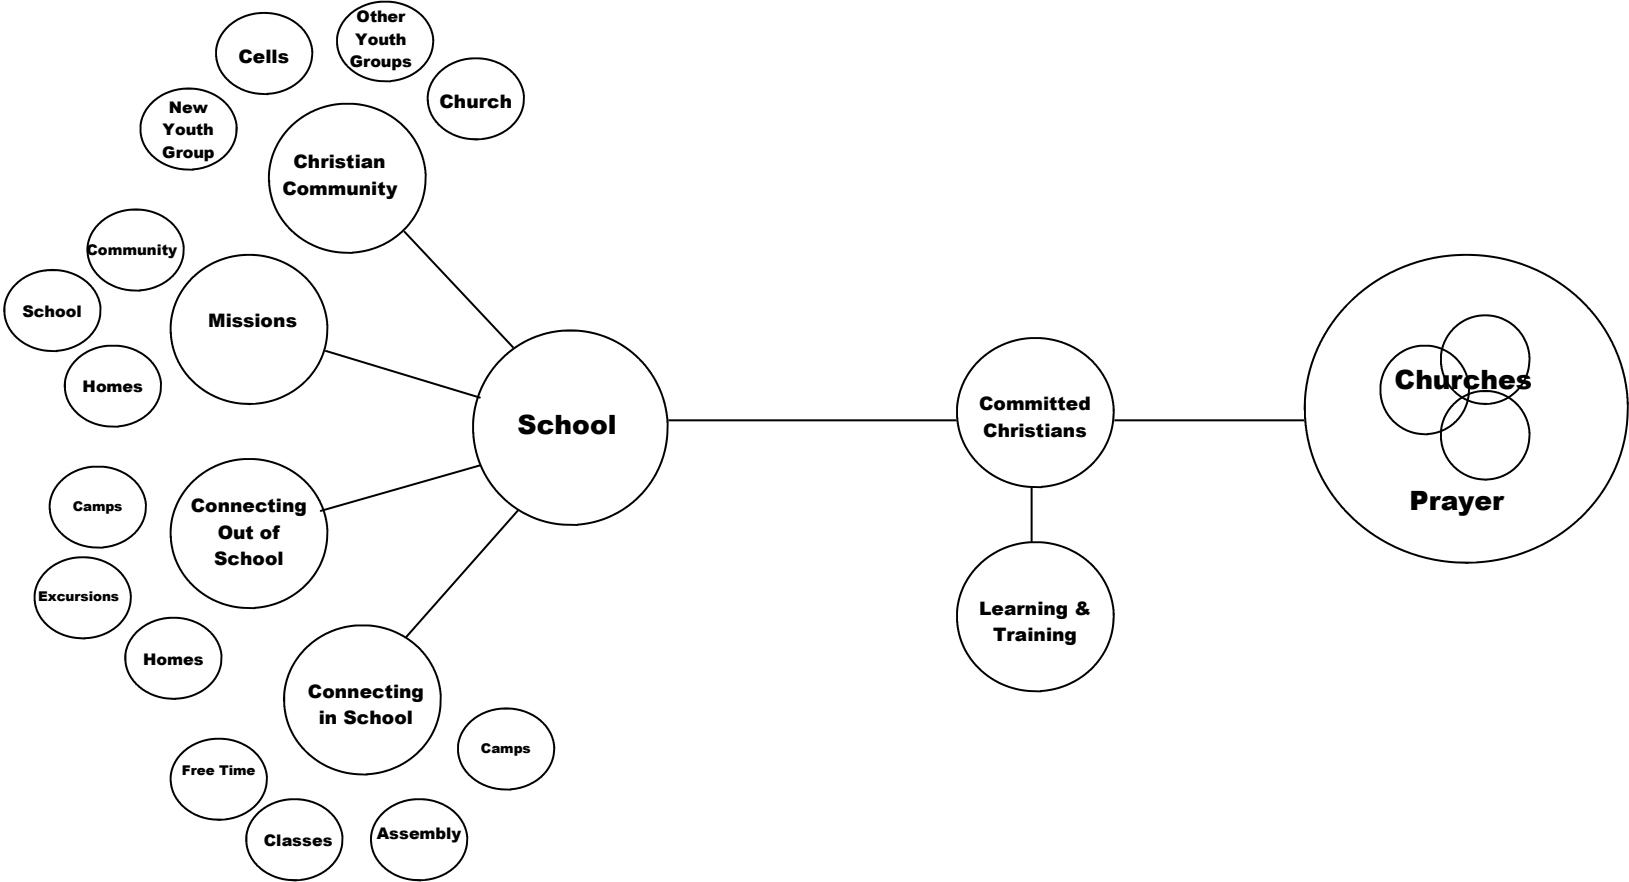 Other
Youth
Groups
Cells
Church
New
Youth
Group
Christian
Community
Community
School
Missions
Homes
School
Committed
Christians
Churches
Prayer
Camps
Connecting
Out of
School
Excursions
Homes
Learning &
Training
Connecting
in School
Camps
Free Time
Classes
Assembly